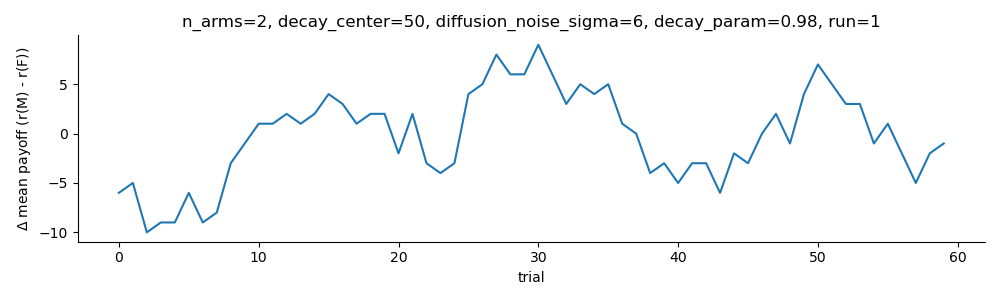 n_arms=2, decay_center=50, diffusion_noise_sigma=6, decay_param=0.98, run=1
Δ mean payoff (r(M) - r(F))
5
0
−5
−10
0 10 20 30 40 50 60
trial